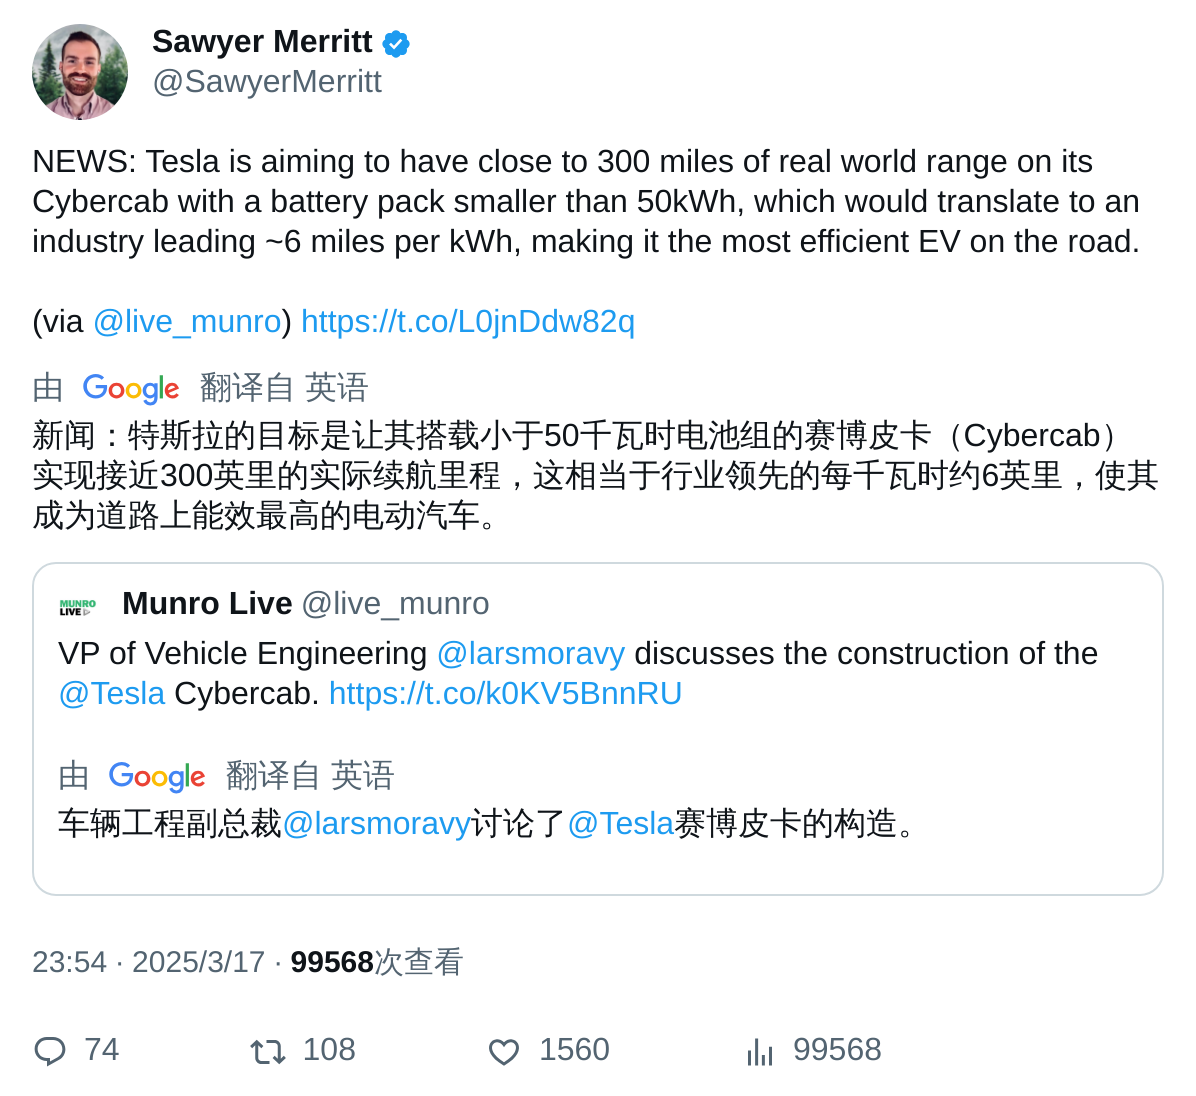 Sawyer Merritt
@SawyerMerritt
NEWS: Tesla is aiming to have close to 300 miles of real world range on its
Cybercab with a battery pack smaller than 50kWh, which would translate to an
industry leading ~6 miles per kWh, making it the most efficient EV on the road.
(via @live_munro) https://t.co/L0jnDdw82q
由 Google 翻译自 英语
新闻：特斯拉的目标是让其搭载小于50千瓦时电池组的赛博皮卡（Cybercab）
实现接近300英里的实际续航里程，这相当于行业领先的每千瓦时约6英里，使其
成为道路上能效最高的电动汽车。
MUNRO
LIVE
Munro Live @live_munro
VP of Vehicle Engineering @larsmoravy discusses the construction of the
@Tesla Cybercab. https://t.co/k0KV5BnnRU
由 Google 翻译自 英语
车辆工程副总裁@larsmoravy讨论了@Tesla赛博皮卡的构造。
23:54 · 2025/3/17 · 99568次查看
74 108 1560 99568